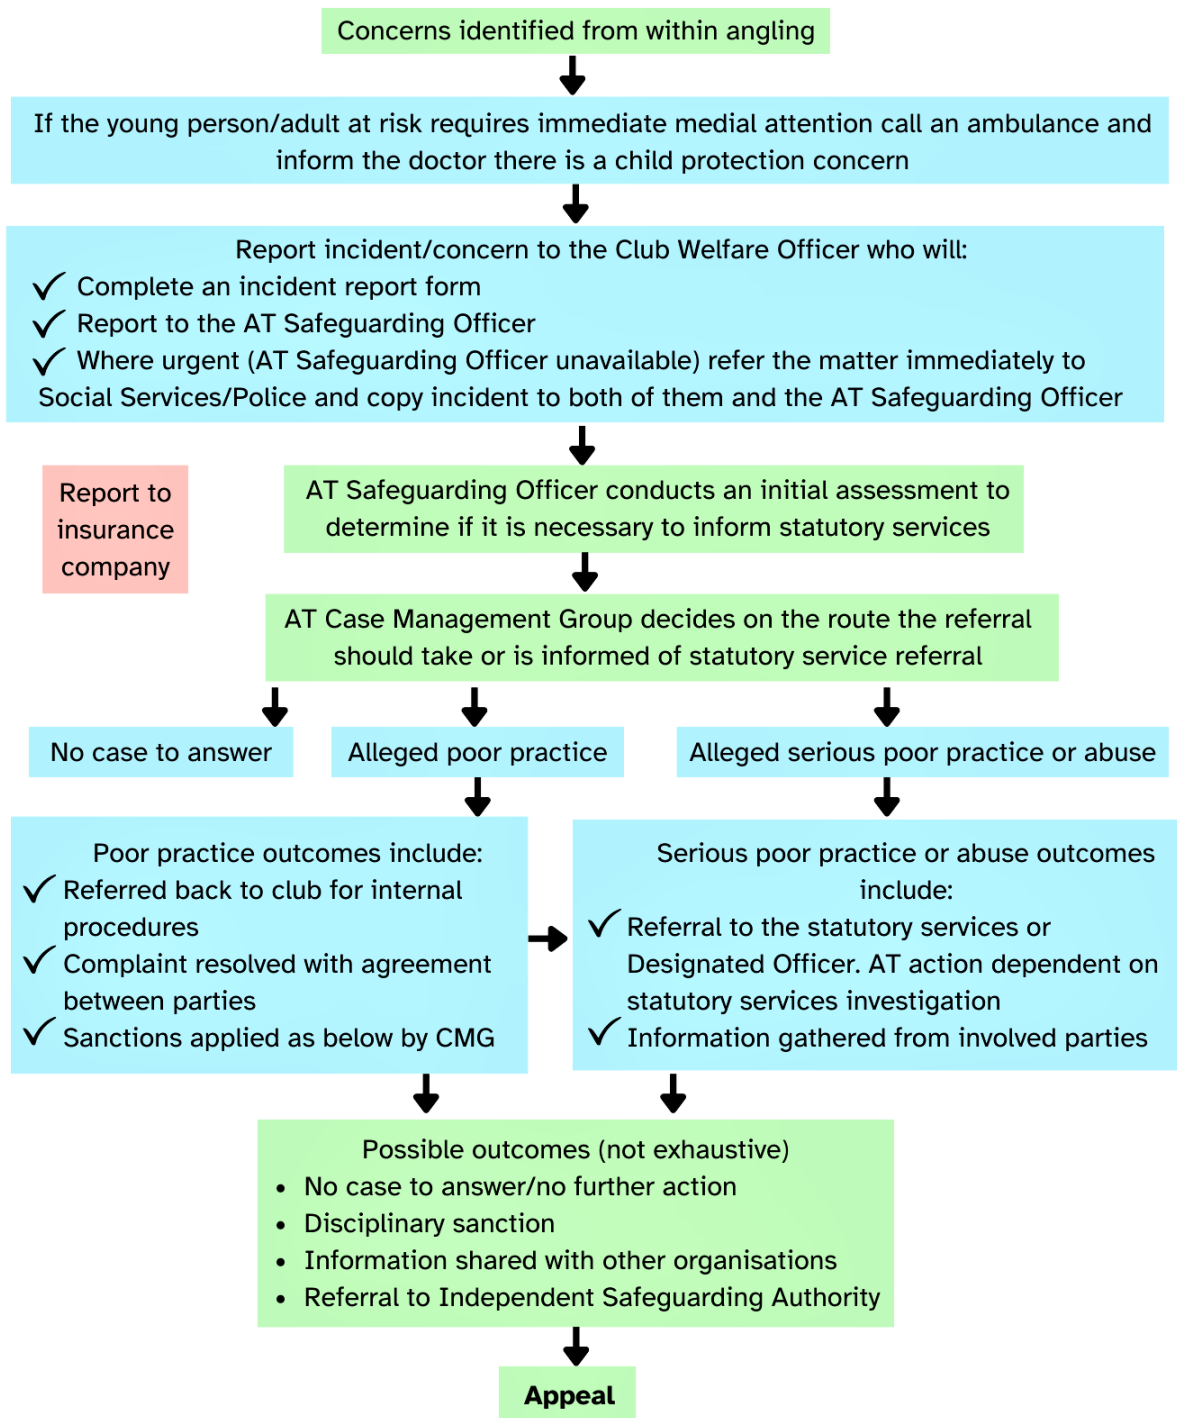 Concerns identified from within angling
If the young person/adult at risk requires immediate medial attention call an ambulance and
inform the doctor there is a child protection concern
Report incident/concern to the Club Welfare Officer who will:
✓ Complete an incident report form
✓ Report to the AT Safeguarding Officer
✓ Where urgent (AT Safeguarding Officer unavailable) refer the matter immediately to
Social Services/Police and copy incident to both of them and the AT Safeguarding Officer
Report to
insurance
company
AT Safeguarding Officer conducts an initial assessment to
determine if it is necessary to inform statutory services
AT Case Management Group decides on the route the referral
should take or is informed of statutory service referral
No case to answer
Alleged poor practice
Alleged serious poor practice or abuse
Poor practice outcomes include:
✓ Referred back to club for internal
procedures
✓ Complaint resolved with agreement
between parties
✓ Sanctions applied as below by CMG
Serious poor practice or abuse outcomes
include:
✓ Referral to the statutory services or
Designated Officer. AT action dependent on
statutory services investigation
✓ Information gathered from involved parties
Possible outcomes (not exhaustive)
• No case to answer/no further action
• Disciplinary sanction
• Information shared with other organisations
• Referral to Independent Safeguarding Authority
Appeal